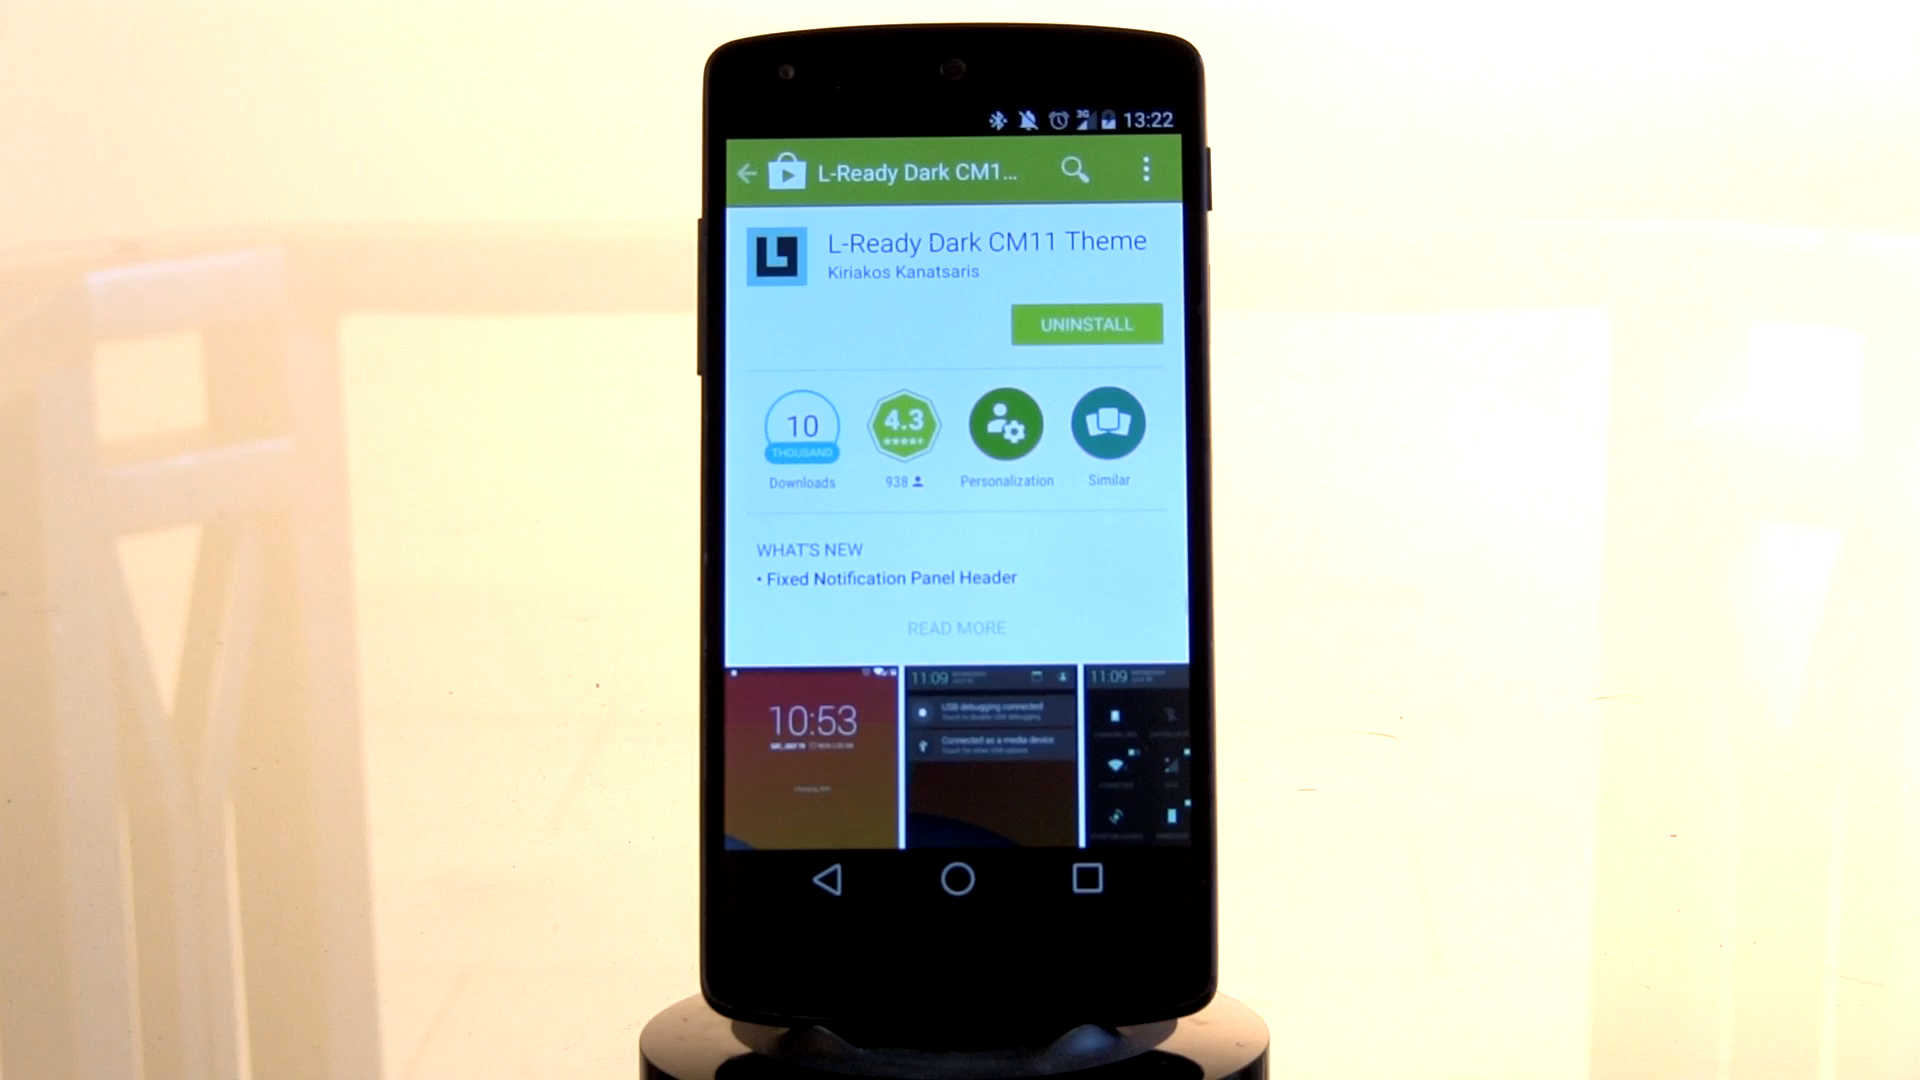 3G 13:22
L-Ready Dark CM1...
L-Ready Dark CM11 Theme
Kiriakos Kanatsaris
UNINSTALL
10
THOUSAND
Downloads
4.3
938
Personalization
Similar
WHAT'S NEW
• Fixed Notification Panel Header
READ MORE
10:53
11:09
USB debugging connected
Connected as a media device
11:09